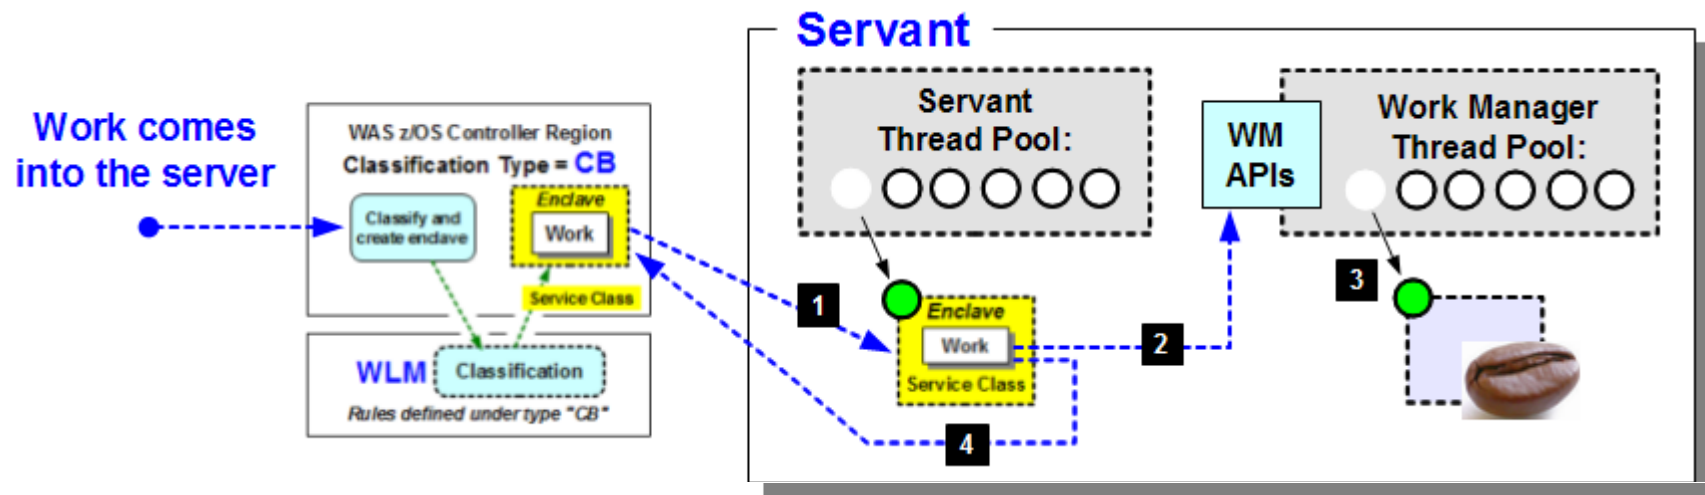 Servant
Work comes
into the server
WAS z/OS Controller Region
Classification Type = CB
Classify and
create enclave
Enclave
Work
Service Class
WLM
Classification
Rules defined under type "CB"
Servant
Thread Pool:
WM
APIs
Work Manager
Thread Pool:
1
Enclave
Work
Service Class
2
3
4